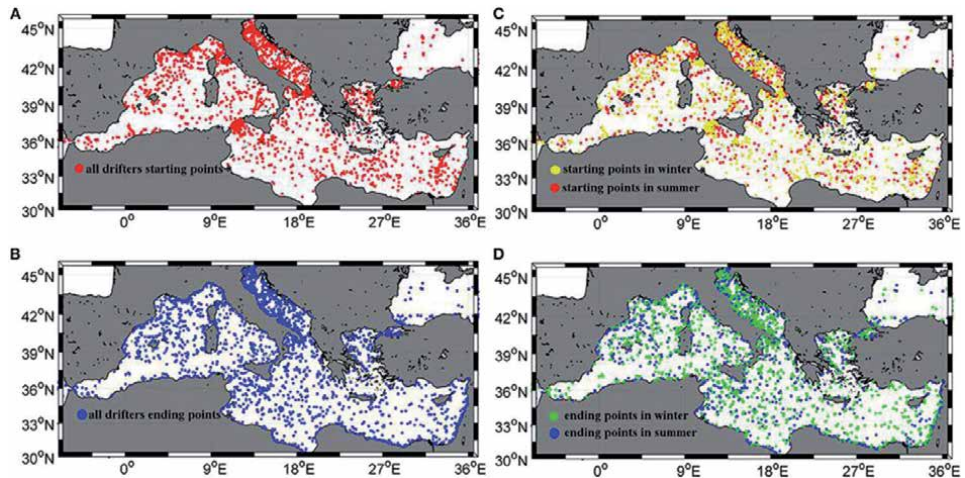 A
45°N
42°N
39°N
36°N
33°N
30°N
all drifters starting points
0°
9°E
18°E
27°E
36°E
C
45°N
42°N
39°N
36°N
33°N
30°N
starting points in winter
starting points in summer
0°
9°E
18°E
27°E
36°E
B
45°N
42°N
39°N
36°N
33°N
30°N
all drifters ending points
0°
9°E
18°E
27°E
36°E
D
45°N
42°N
39°N
36°N
33°N
30°N
ending points in winter
ending points in summer
0°
9°E
18°E
27°E
36°E